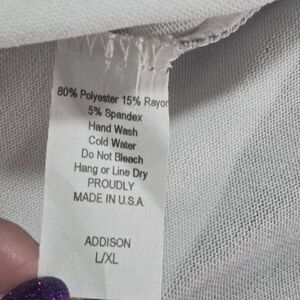 80% Polyester 15% Rayon
5% Spandex
Hand Wash
Cold Water
Do Not Bleach
Hang or Line Dry
PROUDLY
MADE IN U.S.A.
ADDISON
L/XL